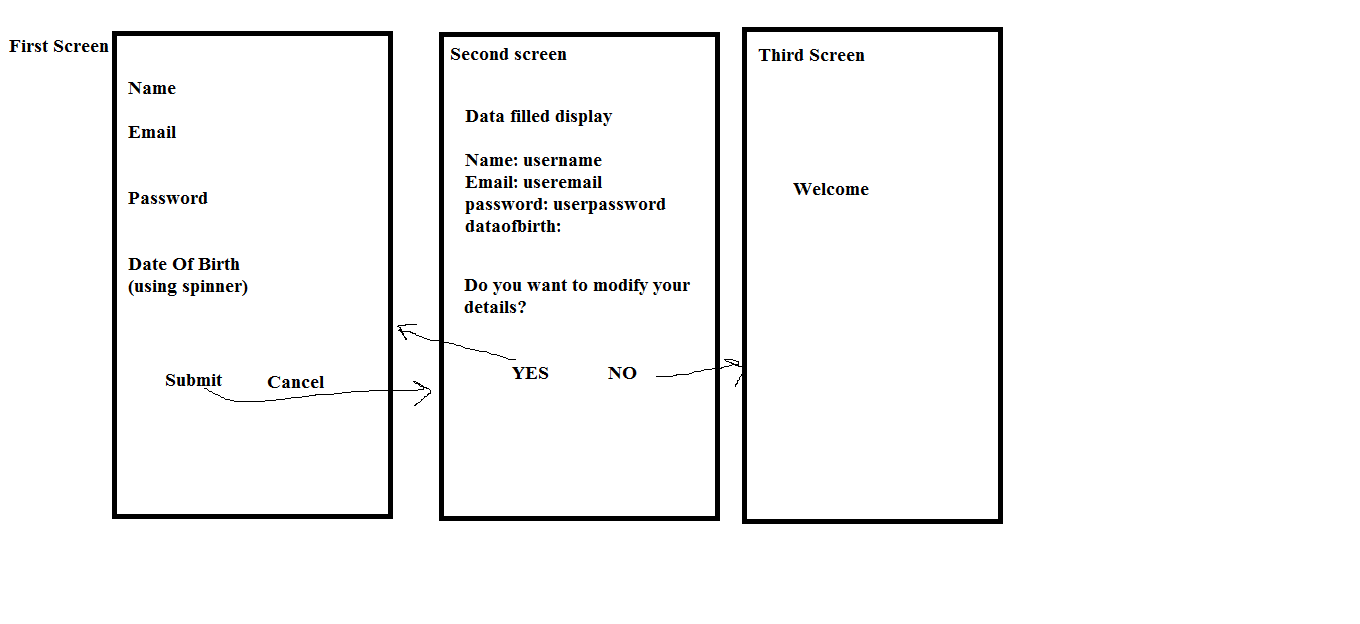 First Screen
Name
Email
Password
Date Of Birth
(using spinner)
Submit
Cancel
Second screen
Data filled display
Name: username
Email: useremail
password: userpassword
dataofbirth:
Do you want to modify your
details?
YES
NO
Third Screen
Welcome